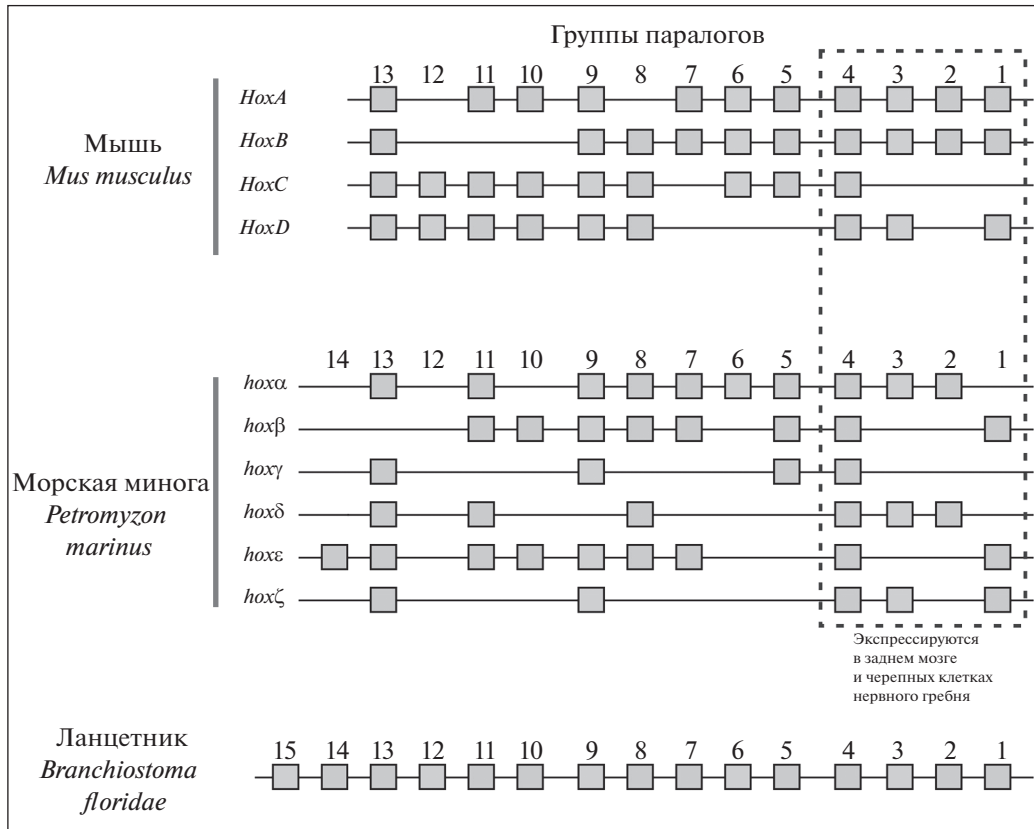 Группы паралогов
13 12 11 10 9 8 7 6 5 4 3 2 1
HoxA
HoxB
HoxC
HoxD
Мышь
Mus musculus
14 13 12 11 10 9 8 7 6 5 4 3 2 1
hoxα
hoxβ
hoxγ
hoxδ
hoxε
hoxζ
Морская минога
Petromyzon
marinus
Экспрессируются
в заднем мозге
и черепных клетках
нервного гребня
Ланцетник
Branchiostoma
floridae
15 14 13 12 11 10 9 8 7 6 5 4 3 2 1